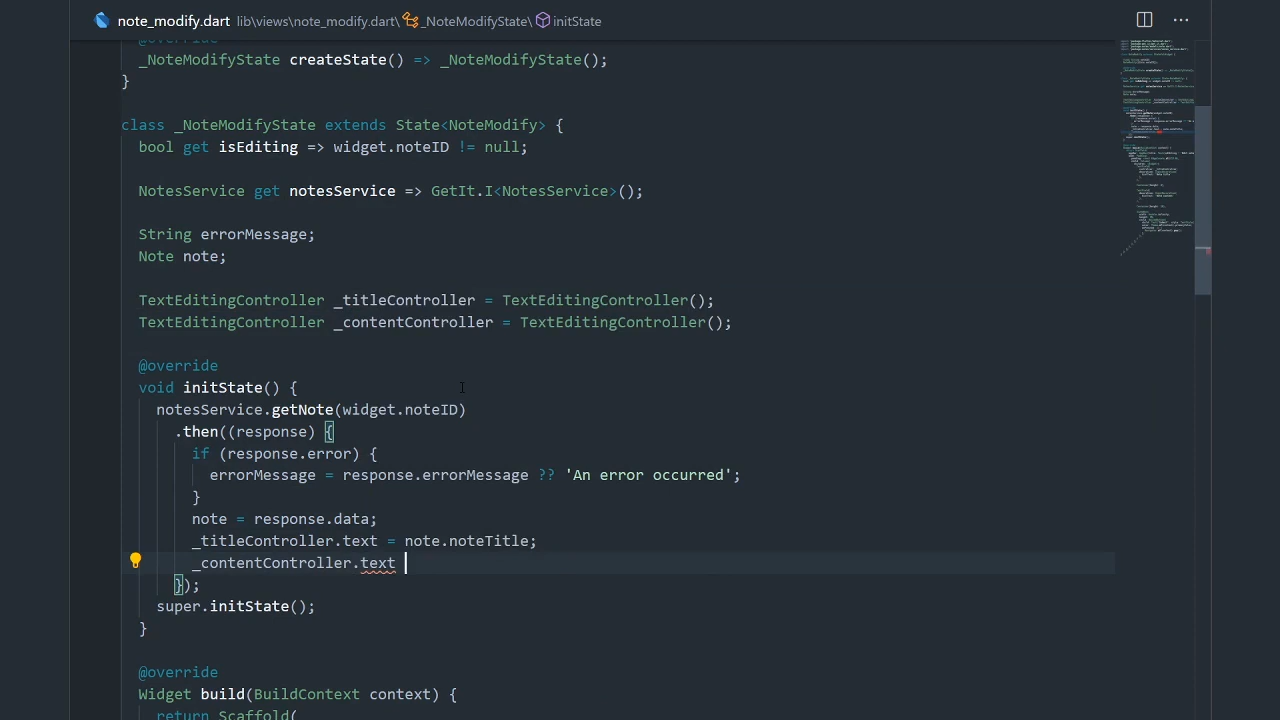 note_modify.dart lib\views\note_modify.dart\ _NoteModifyState\ initState
@override
_NoteModifyState createState() => _NoteModifyState();
}
class _NoteModifyState extends State<NoteModify> {
bool get isEditing => widget.noteID != null;
NotesService get notesService => GetIt.I<NotesService>();
String errorMessage;
Note note;
TextEditingController _titleController = TextEditingController();
TextEditingController _contentController = TextEditingController();
@override
void initState() {
notesService.getNote(widget.noteID)
.then((response) {
if (response.error) {
errorMessage = response.errorMessage ?? 'An error occurred';
}
note = response.data;
_titleController.text = note.noteTitle;
_contentController.text
});
super.initState();
}
@override
Widget build(BuildContext context) {
return Scaffold(